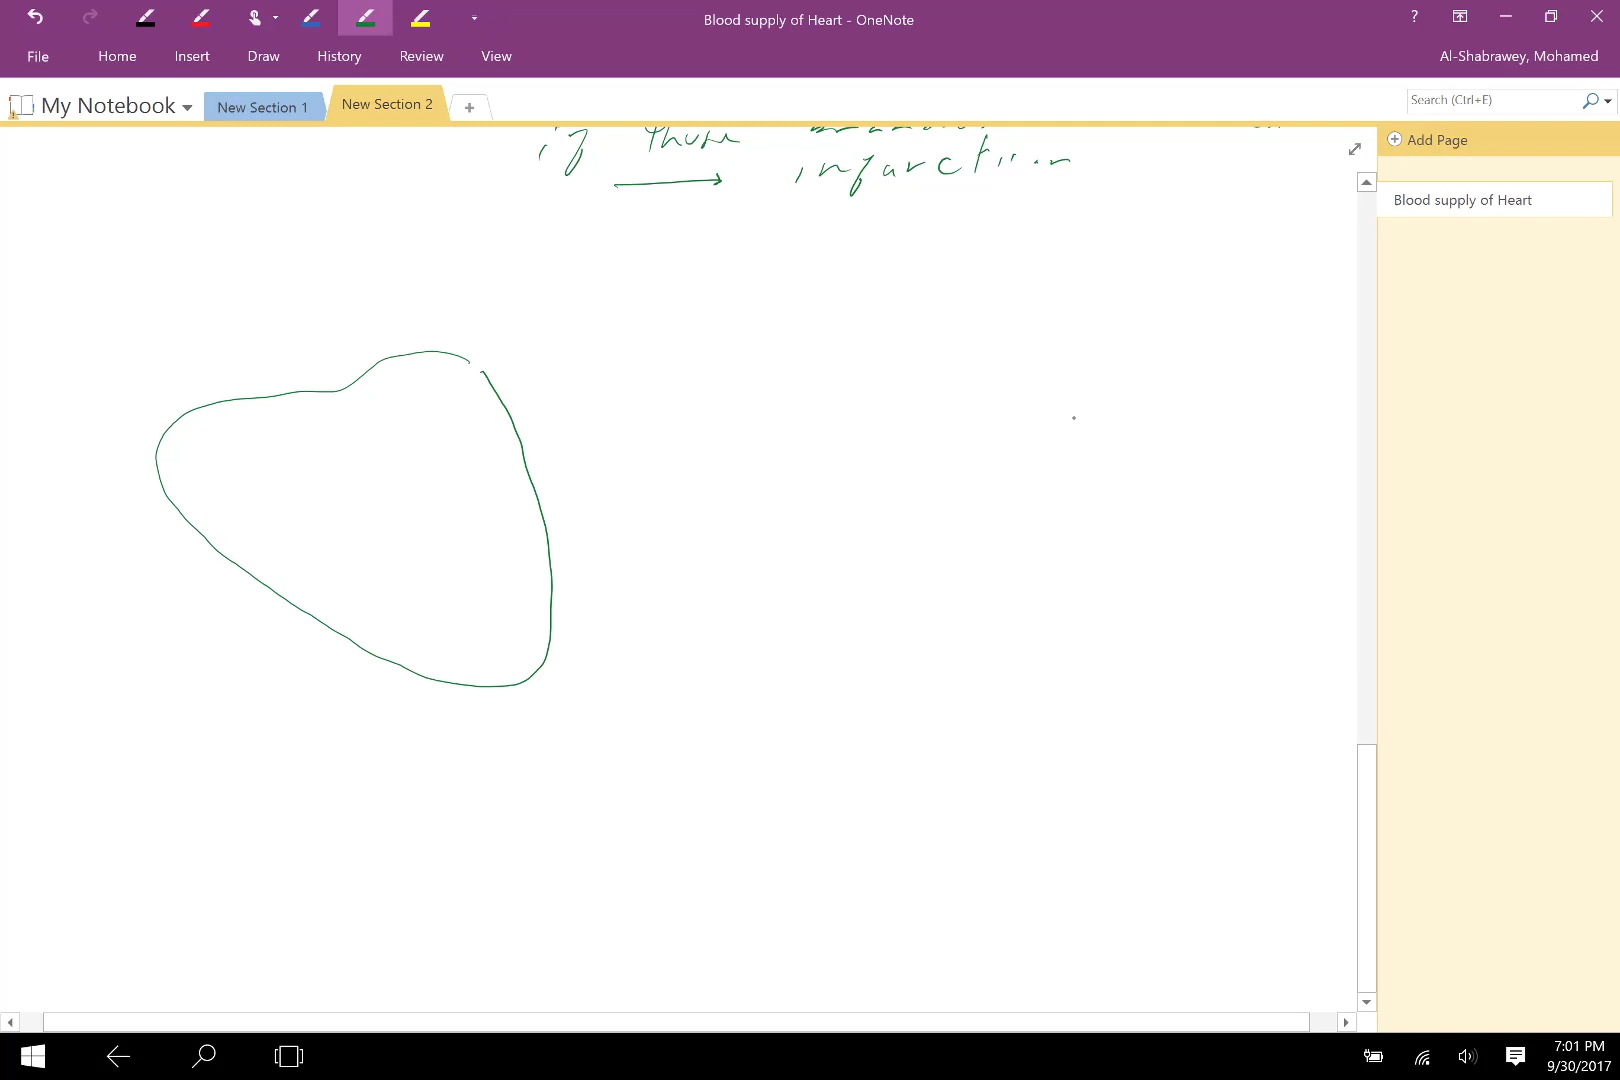 Blood supply of Heart - OneNote
?
File Home Insert Draw History Review View
Al-Shabrawey, Mohamed
My Notebook New Section 1 New Section 2 +
Search (Ctrl+E)
Add Page
Blood supply of Heart
if
infarction
7:01 PM
9/30/2017